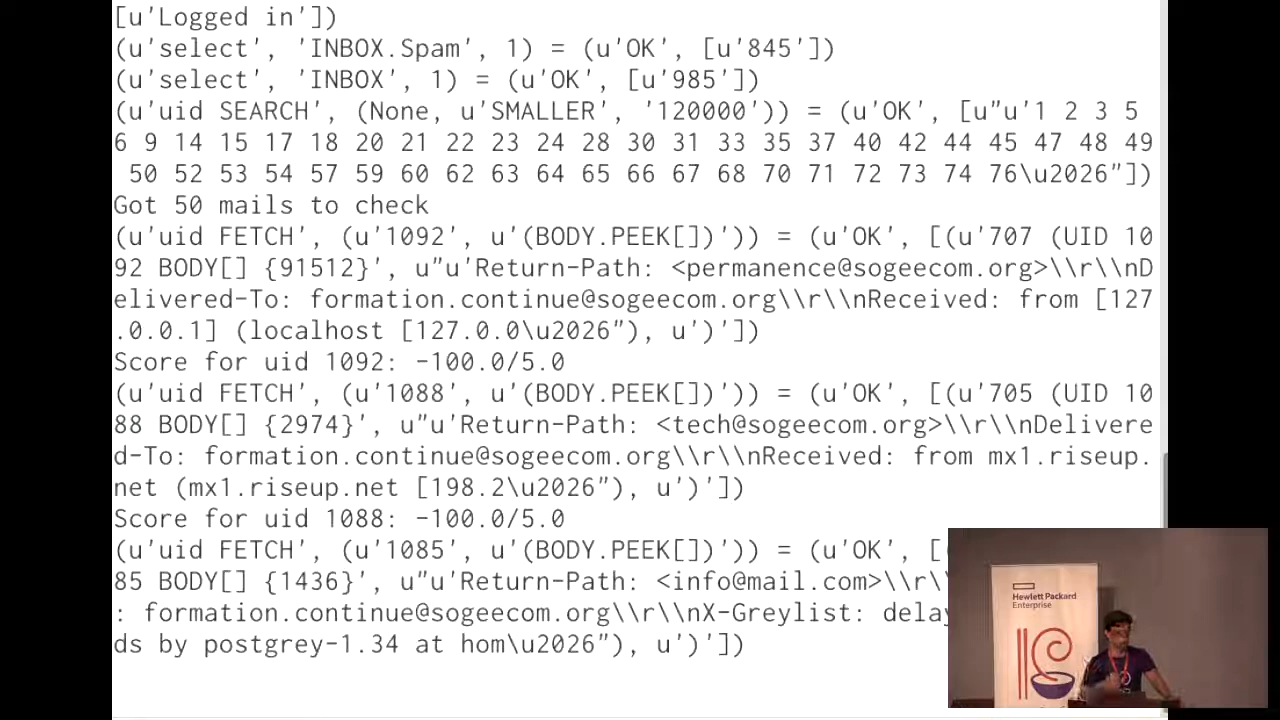 [u'Logged in'])
(u'select', 'INBOX.Spam', 1) = (u'OK', [u'845'])
(u'select', 'INBOX', 1) = (u'OK', [u'985'])
(u'uid SEARCH', (None, u'SMALLER', '120000')) = (u'OK', [u"u'1 2 3 5
6 9 14 15 17 18 20 21 22 23 24 28 30 31 33 35 37 40 42 44 45 47 48 49
50 52 53 54 57 59 60 62 63 64 65 66 67 68 70 71 72 73 74 76\u2026"])
Got 50 mails to check
(u'uid FETCH', (u'1092', u'(BODY.PEEK[])')) = (u'OK', [(u'707 (UID 10
92 BODY[] {91512}', u"u'Return-Path: <permanence@sogeecom.org>\\r\\nD
elivered-To: formation.continue@sogeecom.org\\r\\nReceived: from [127
.0.0.1] (localhost [127.0.0\u2026"), u')'])
Score for uid 1092: -100.0/5.0
(u'uid FETCH', (u'1088', u'(BODY.PEEK[])')) = (u'OK', [(u'705 (UID 10
88 BODY[] {2974}', u"u'Return-Path: <tech@sogeecom.org>\\r\\nDelivere
d-To: formation.continue@sogeecom.org\\r\\nReceived: from mx1.riseup.
net (mx1.riseup.net [198.2\u2026"), u')'])
Score for uid 1088: -100.0/5.0
(u'uid FETCH', (u'1085', u'(BODY.PEEK[])')) = (u'OK', [
85 BODY[] {1436}', u"u'Return-Path: <info@mail.com>\\r\
: formation.continue@sogeecom.org\\r\\nX-Greylist: delay
ds by postgrey-1.34 at hom\u2026"), u')'])
Hewlett Packard
Enterprise